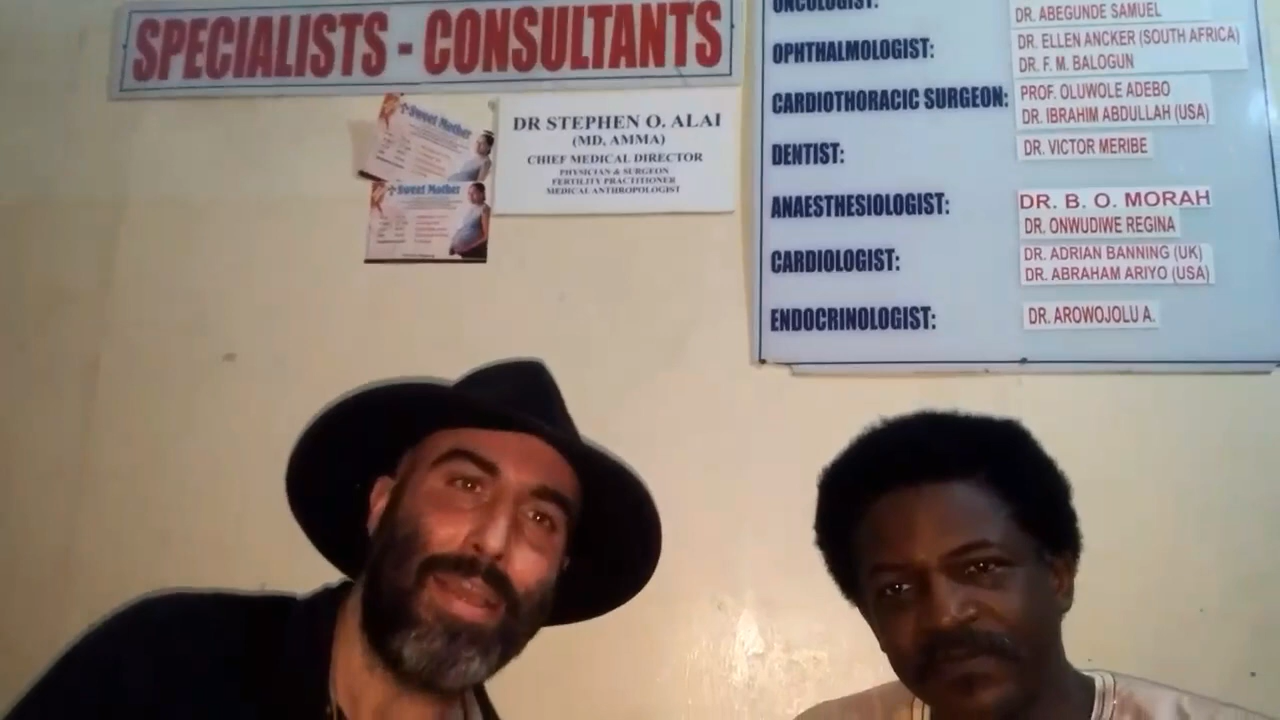 SPECIALISTS - CONSULTANTS
Sweet Mother
Sweet Mother
DR STEPHEN O. ALAI
(MD, AMMA)
CHIEF MEDICAL DIRECTOR
PHYSICIAN & SURGEON
FERTILITY PRACTITIONER
MEDICAL ANTHROPOLOGIST
ONCOLOGIST: DR. ABEGUNDE SAMUEL
OPHTHALMOLOGIST: DR. ELLEN ANCKER (SOUTH AFRICA)
DR. F. M. BALOGUN
CARDIOTHORACIC SURGEON: PROF. OLUWOLE ADEBO
DR. IBRAHIM ABDULLAH (USA)
DENTIST: DR. VICTOR MERIBE
ANAESTHESIOLOGIST: DR. B. O. MORAH
DR. ONWUDIWE REGINA
CARDIOLOGIST: DR. ADRIAN BANNING (UK)
DR. ABRAHAM ARIYO (USA)
ENDOCRINOLOGIST: DR. AROWOJOLU A.